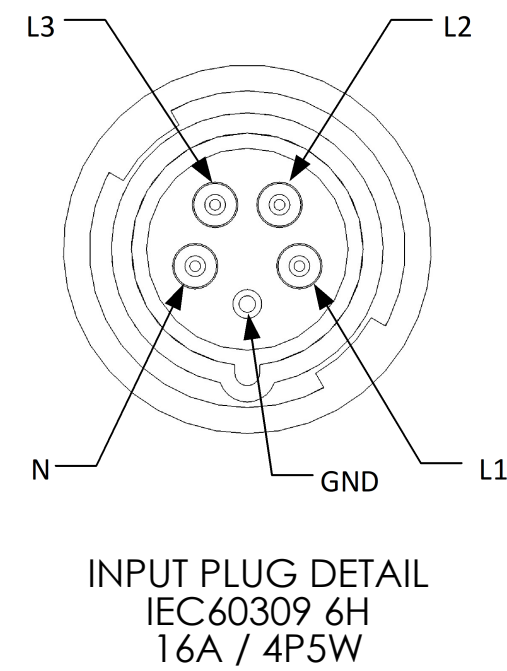 L3
L2
N
GND
L1
INPUT PLUG DETAIL
IEC60309 6H
16A / 4P5W